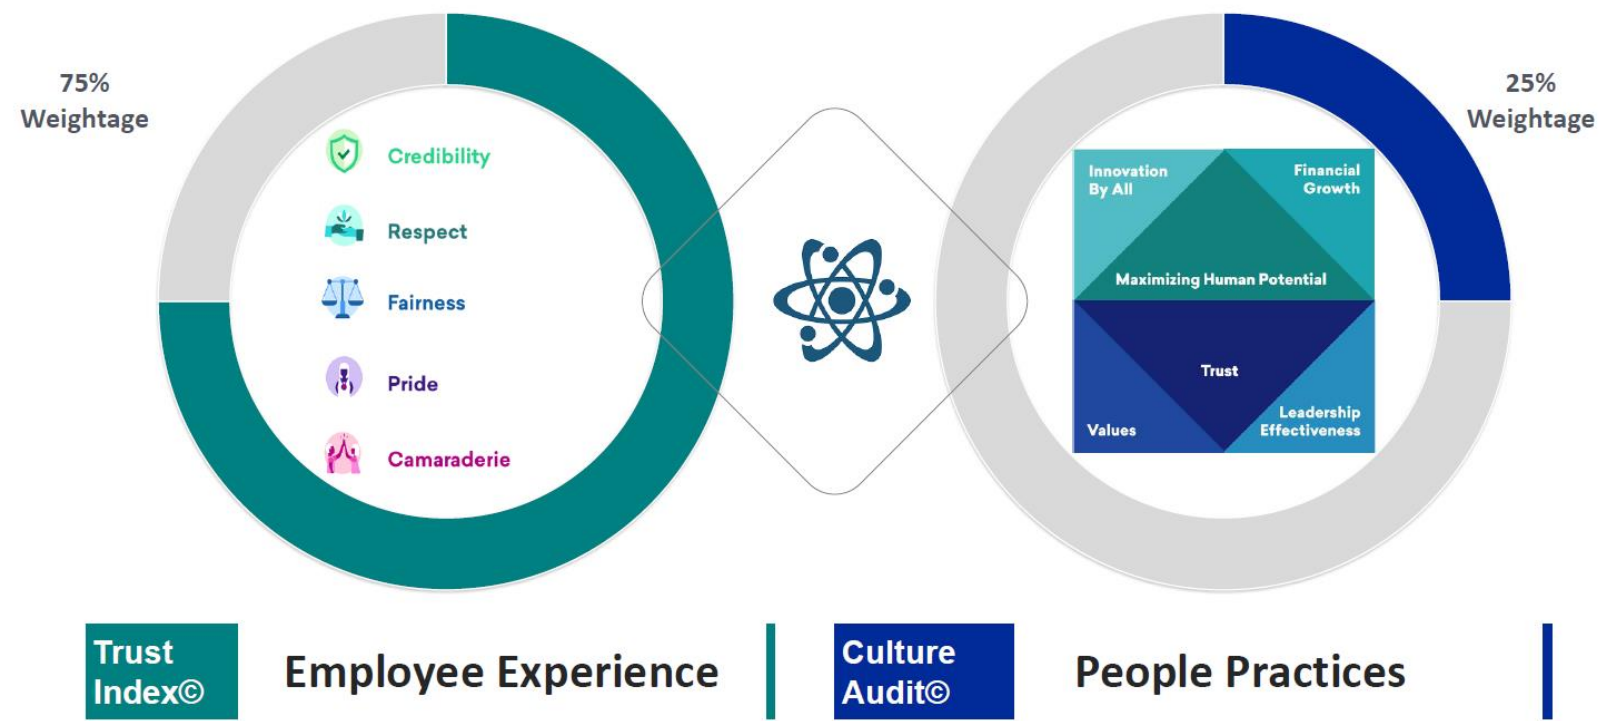 75%
Weightage
Credibility
Respect
Fairness
Pride
Camaraderie
25%
Weightage
Innovation
By All
Financial
Growth
Maximizing Human Potential
Trust
Values
Leadership
Effectiveness
Trust
Index©
Employee Experience
Culture
Audit©
People Practices